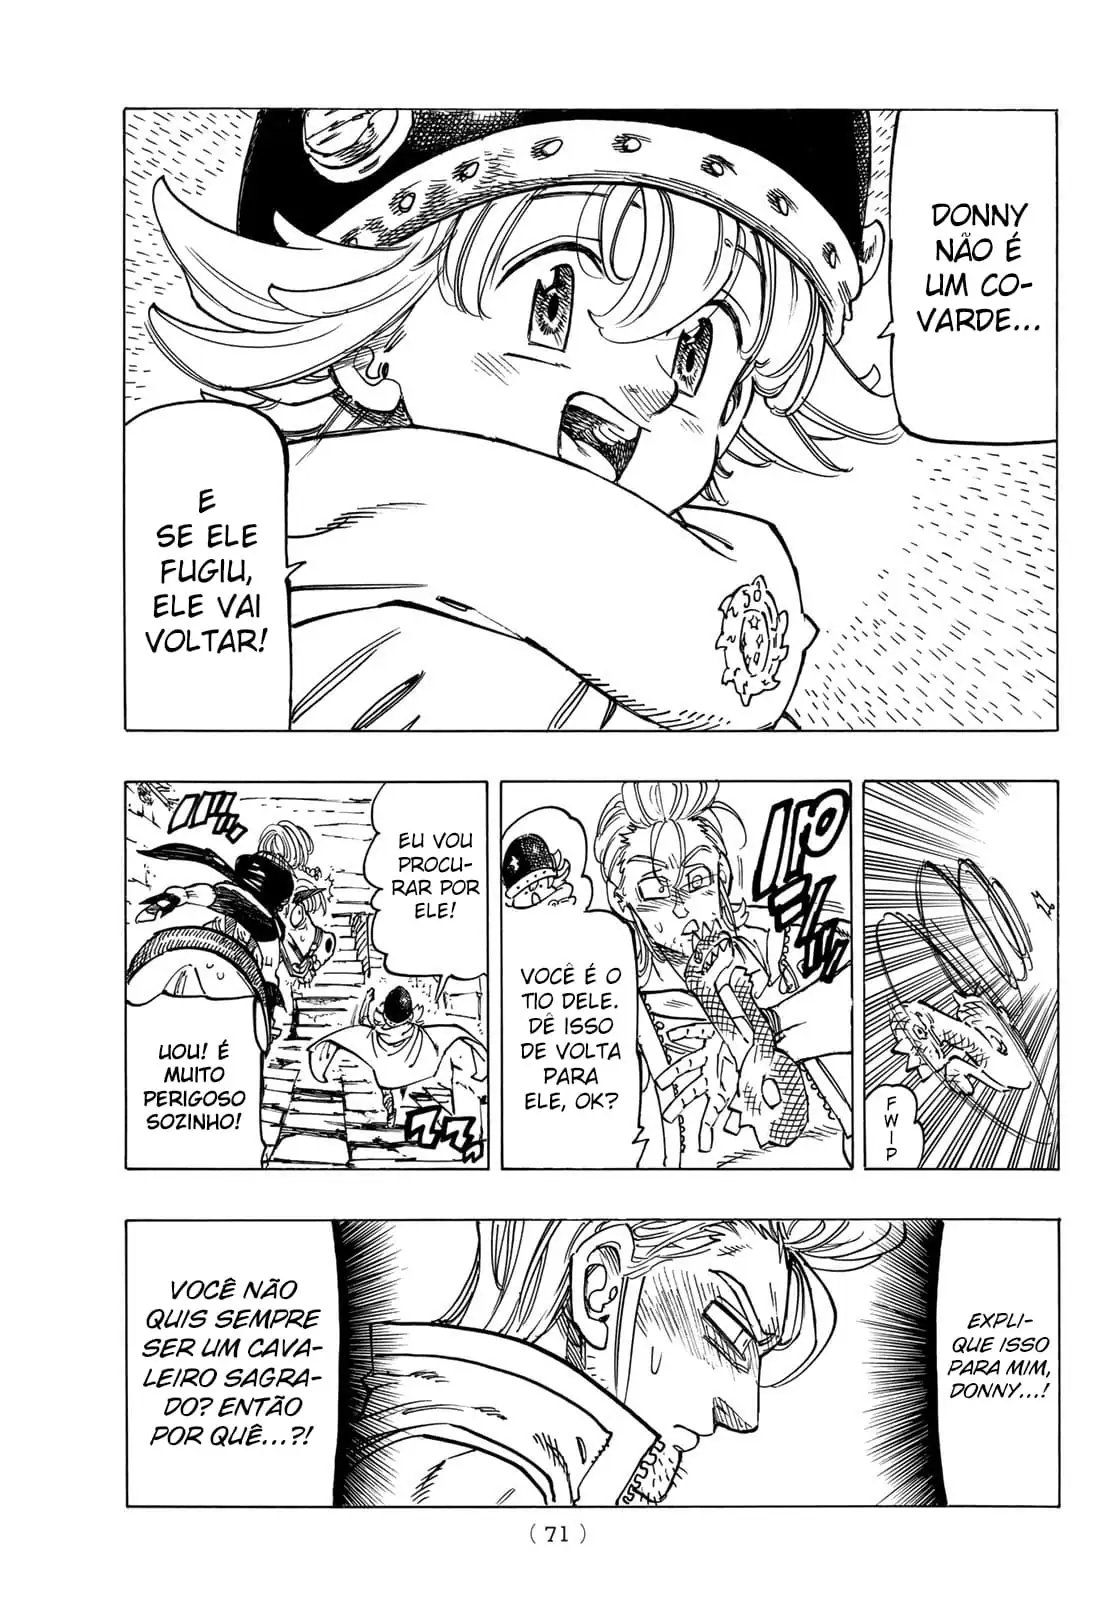 DONNY
NÃO É
UM CO-
VARDE...
E
SE ELE
FUGIU,
ELE VAI
VOLTAR!
58
FWIP
VOCÊ É O
TIO DELE.
DÊ ISSO
DE VOLTA
PARA
ELE, OK?
EU VOU
PROCU-
RAR POR
ELE!
UOU! É
MUITO
PERIGOSO
SOZINHO!
EXPLI-
QUE ISSO
PARA MIM,
DONNY...!
VOCÊ NÃO
QUIS SEMPRE
SER UM CAVA-
LEIRO SAGRA-
DO? ENTÃO
POR QUÊ...?!
( 71 )